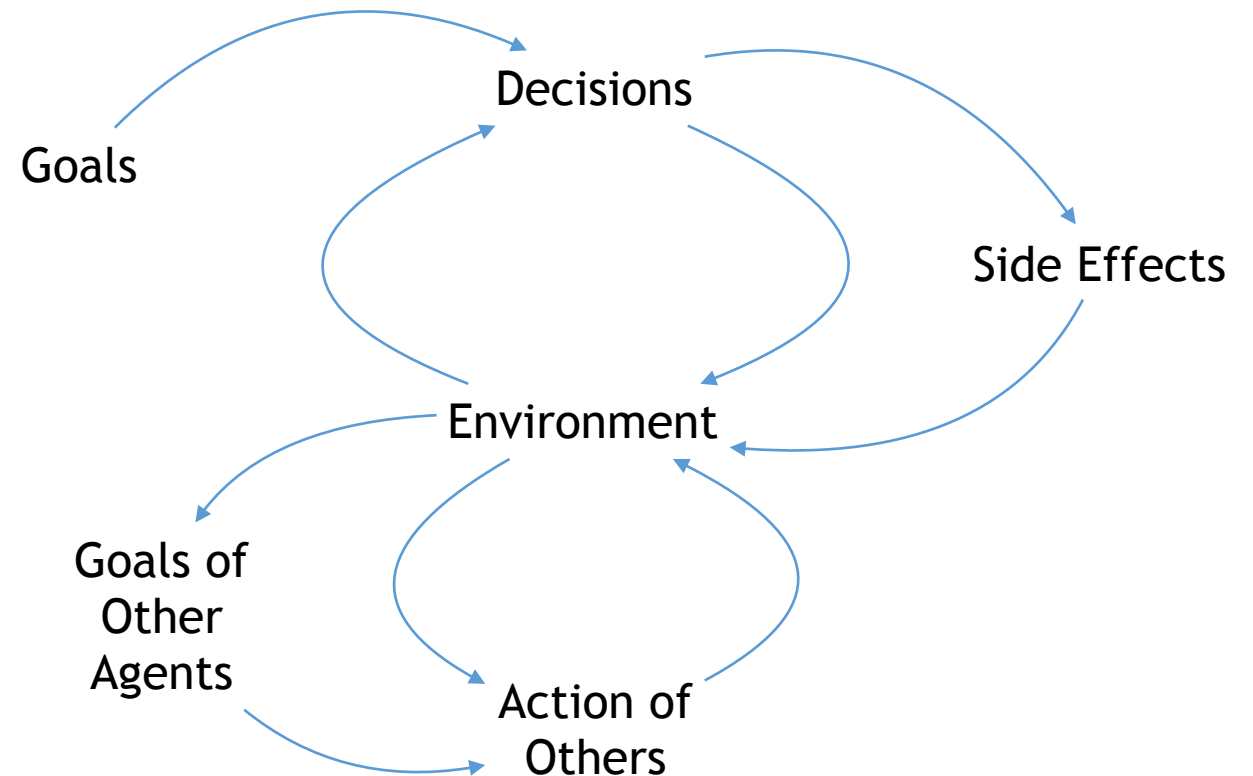 Decisions
Goals
Side Effects
Environment
Goals of
Other
Agents
Action of
Others